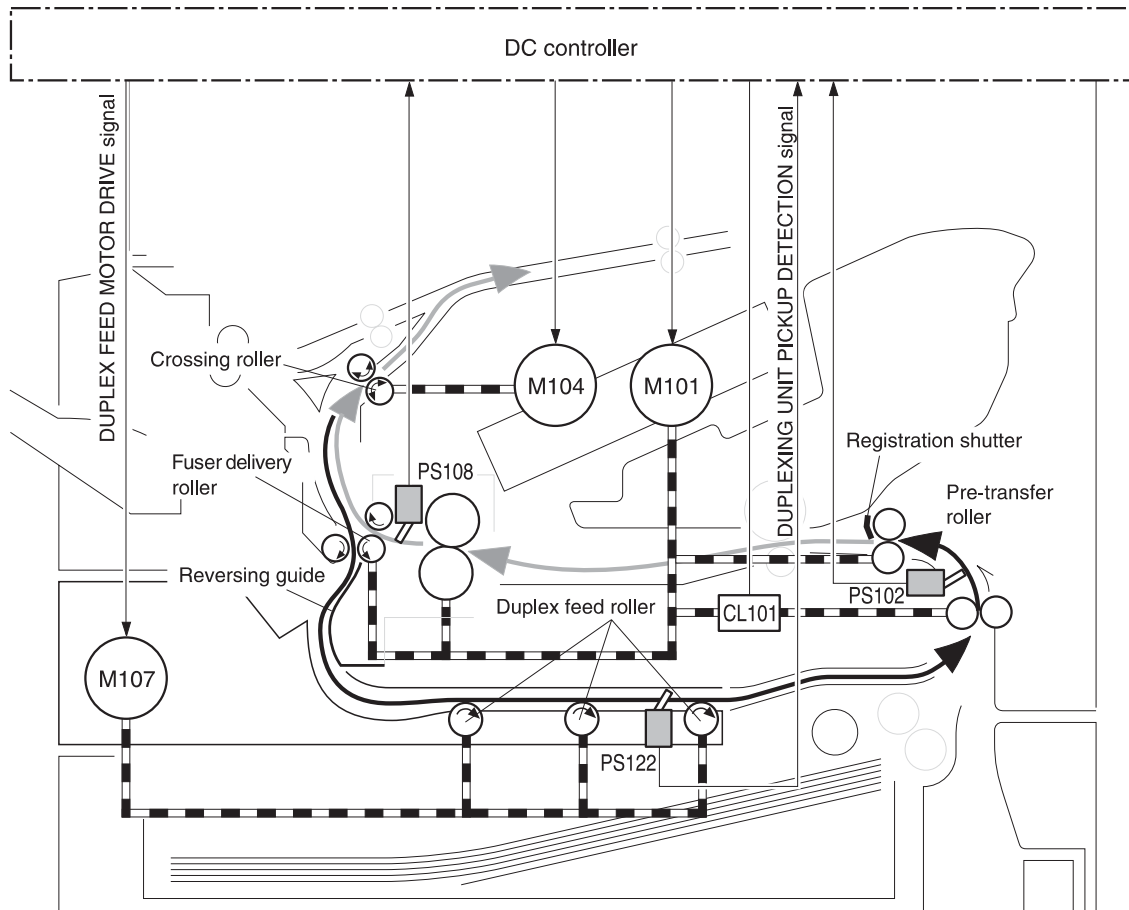 DC controller
DUPLEX FEED MOTOR DRIVE signal
DUPLEXING UNIT PICKUP DETECTION signal
Crossing roller
M104
M101
Registration shutter
Fuser delivery
roller
PS108
Pre-transfer
roller
Reversing guide
PS102
Duplex feed roller
CL101
M107
PS122